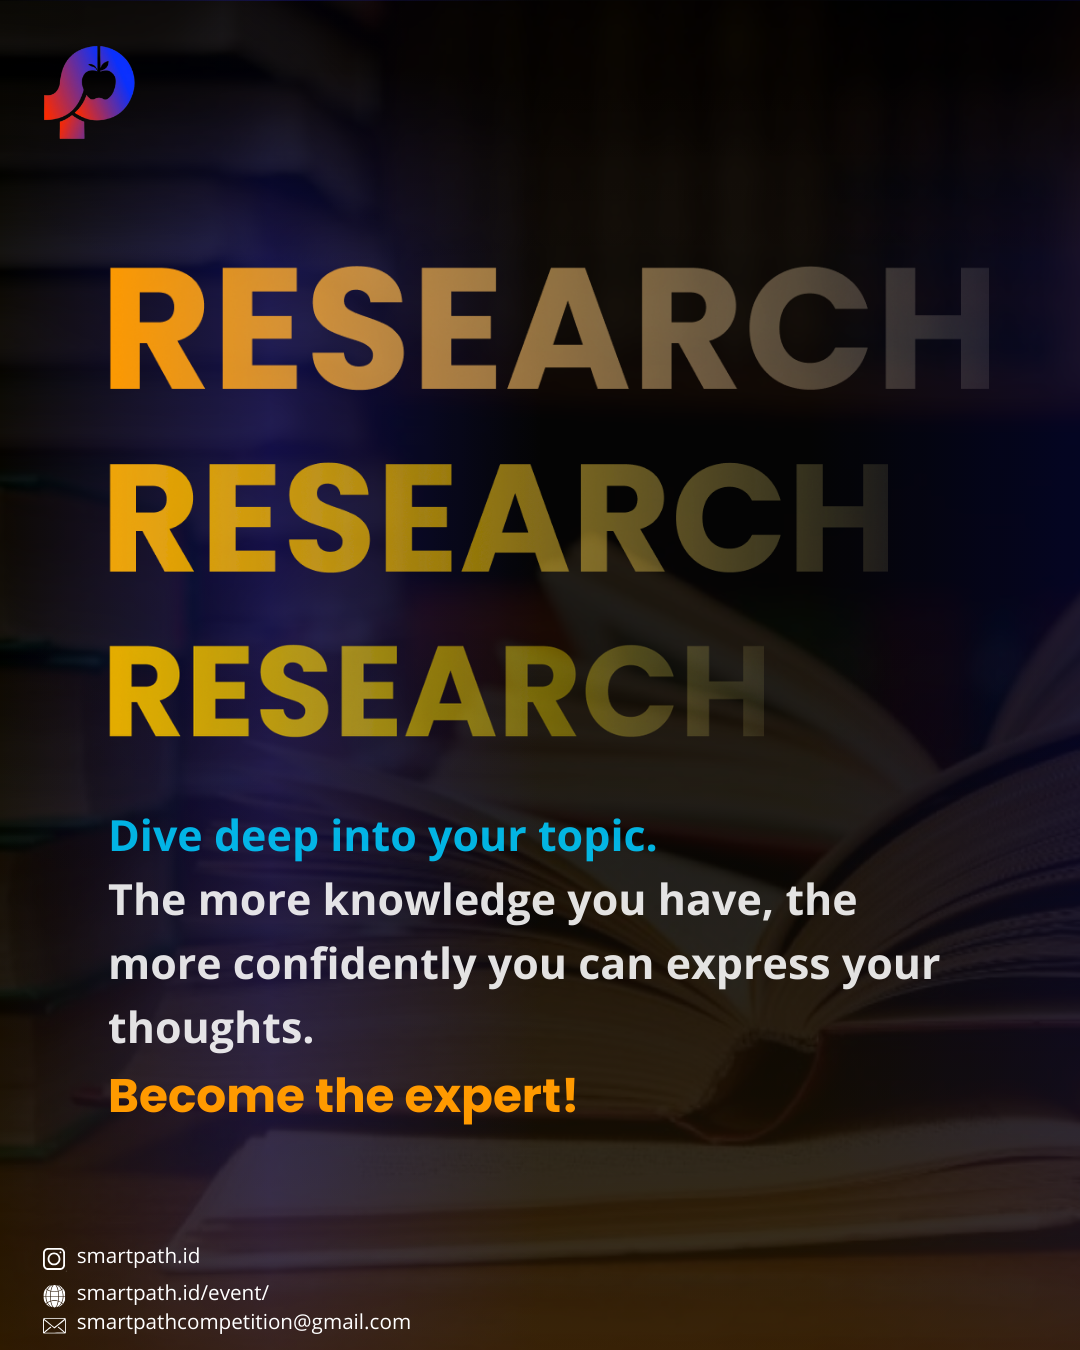 RESEARCH
RESEARCH
RESEARCH
Dive deep into your topic.
The more knowledge you have, the
more confidently you can express your
thoughts.
Become the expert!
smartpath.id
smartpath.id/event/
smartpathcompetition@gmail.com